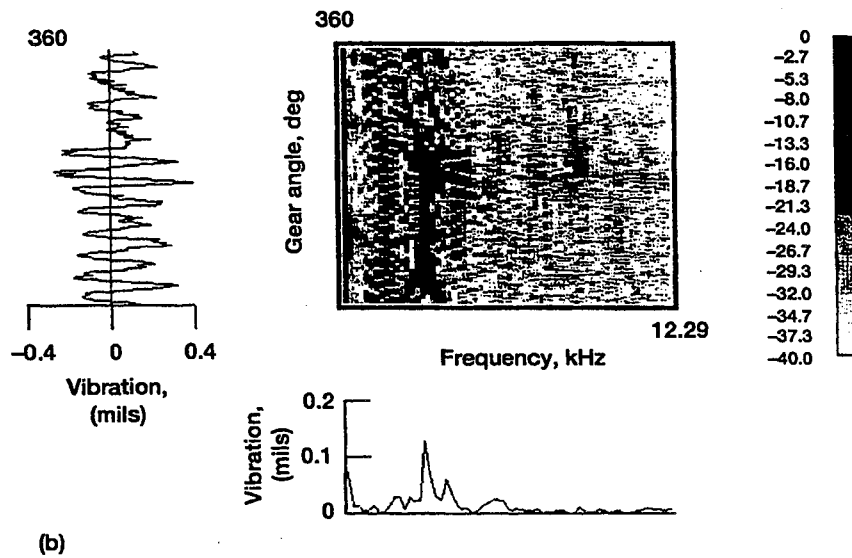 360
−0.4 0 0.4
Vibration,
(mils)
360
Gear angle, deg
12.29
Frequency, kHz
0
−2.7
−5.3
−8.0
−10.7
−13.3
−16.0
−18.7
−21.3
−24.0
−26.7
−29.3
−32.0
−34.7
−37.3
−40.0
Vibration,
(mils)
0.2
0.1
0
(b)